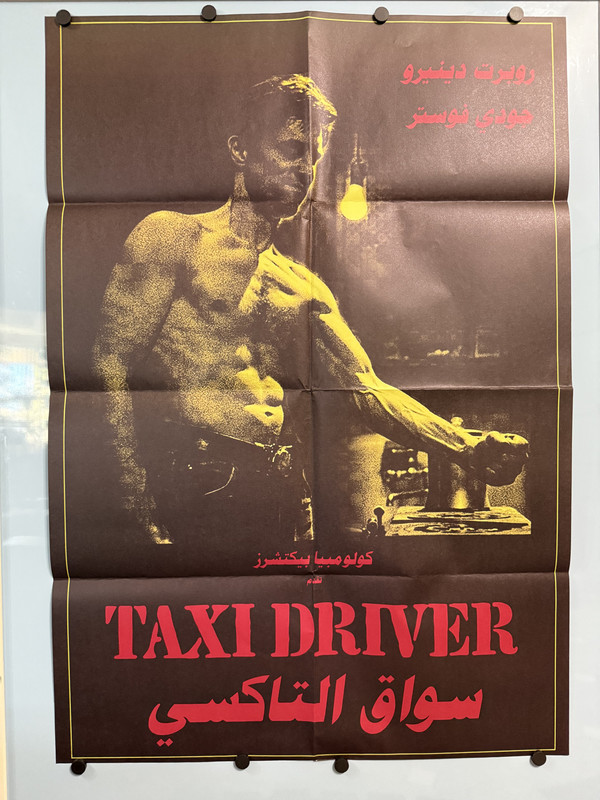 روبرت دينيرو
جودي فوستر
كولومبيا بيكتشرز
تقدم
TAXI DRIVER
سواق التاكسي